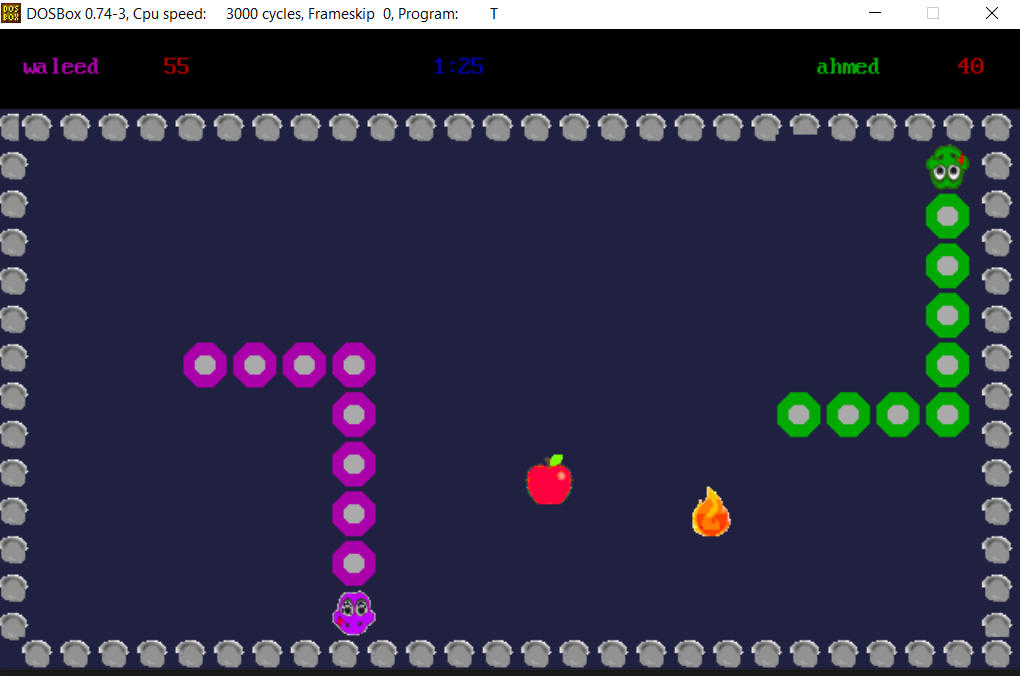 DOSBox 0.74-3, Cpu speed: 3000 cycles, Frameskip 0, Program: T
waleed 55 1:25 ahmed 40